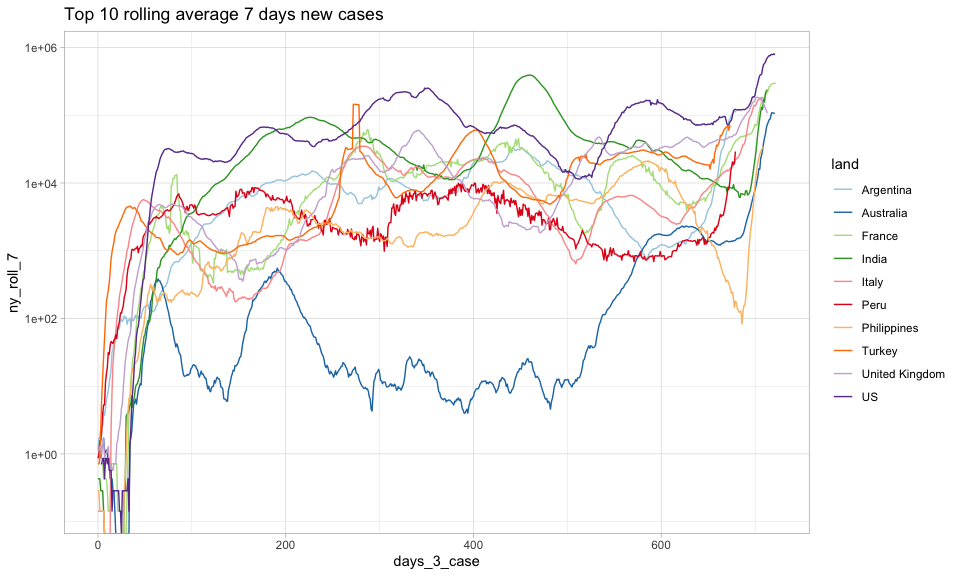 Top 10 rolling average 7 days new cases
1e+06
1e+04
1e+02
1e+00
ny_roll_7
0
200
400
600
days_3_case
land
Argentina
Australia
France
India
Italy
Peru
Philippines
Turkey
United Kingdom
US